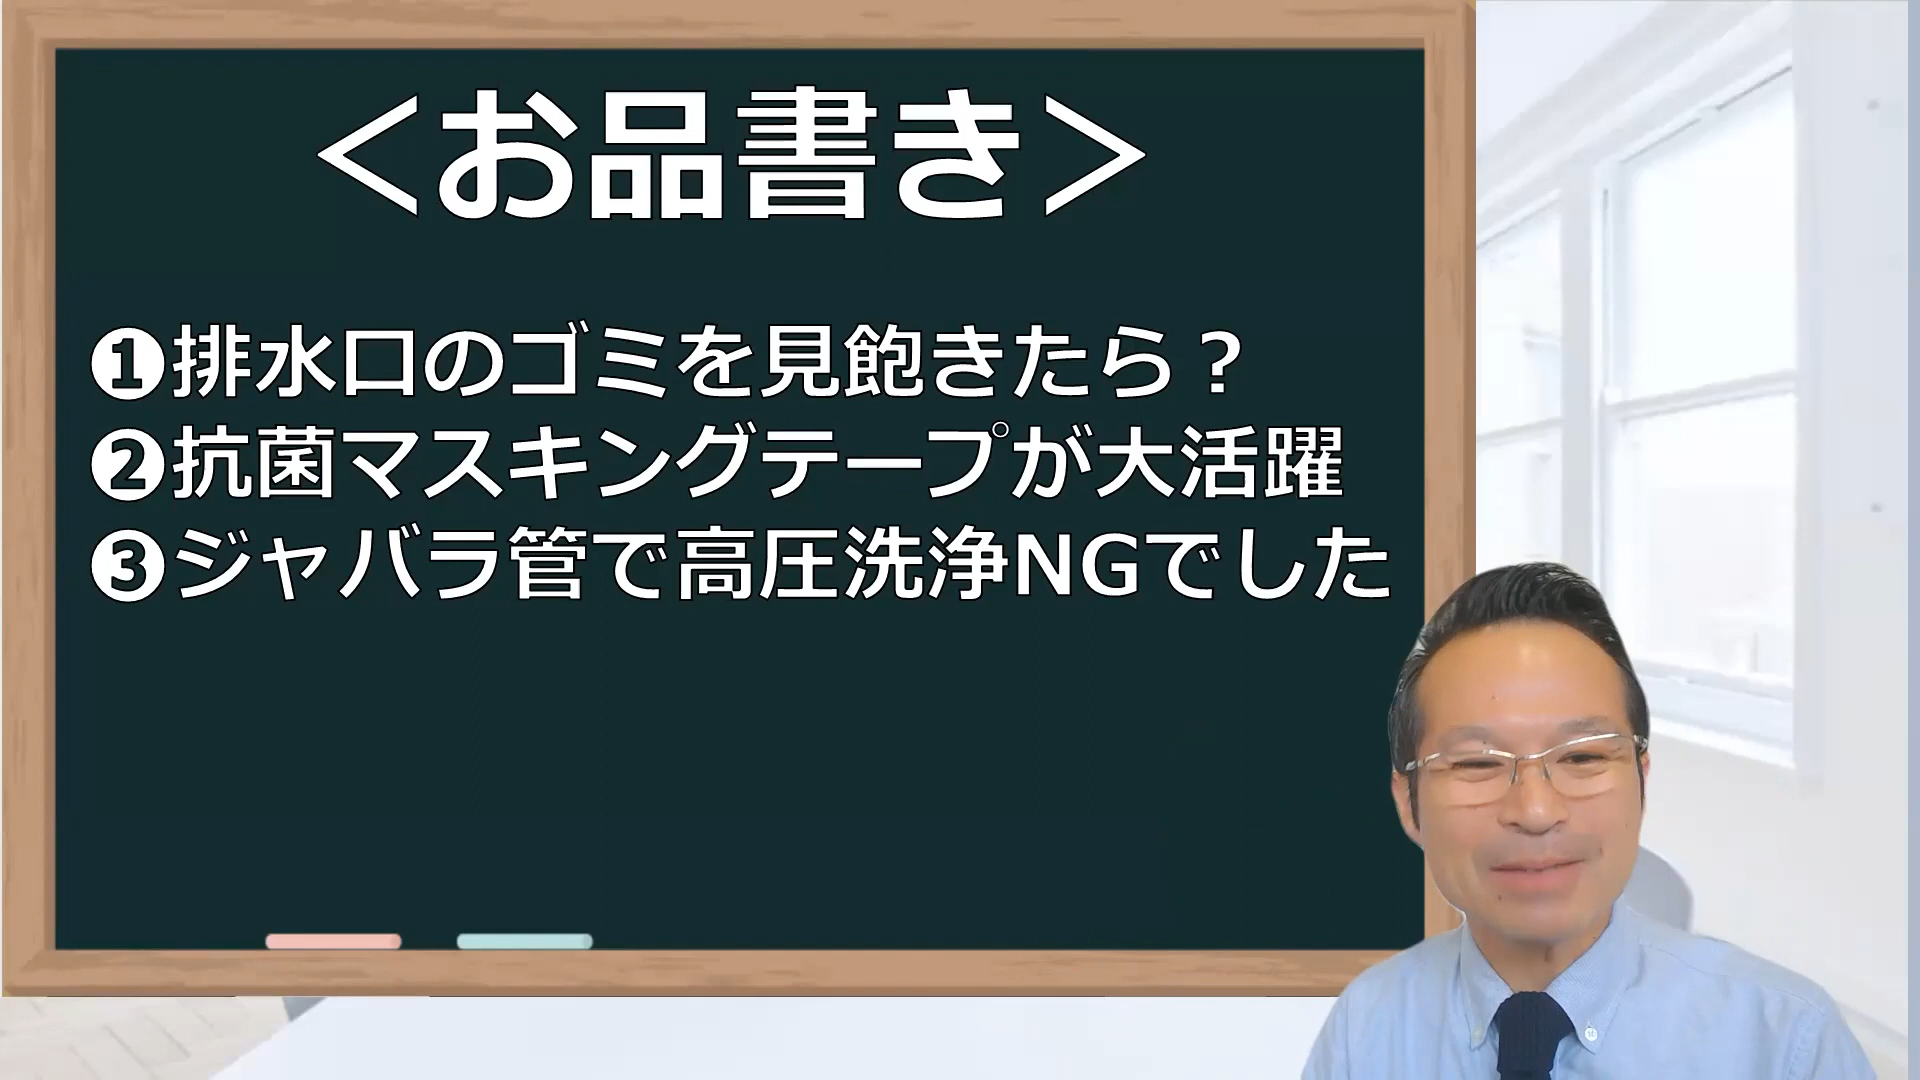 ＜お品書き＞
❶排水口のゴミを見飽きたら？
❷抗菌マスキングテープが大活躍
❸ジャバラ管で高圧洗浄NGでした